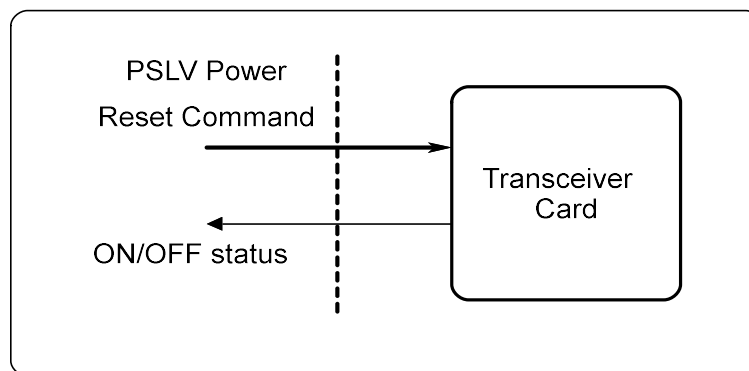 PSLV Power
Reset Command
Transceiver
Card
ON/OFF status